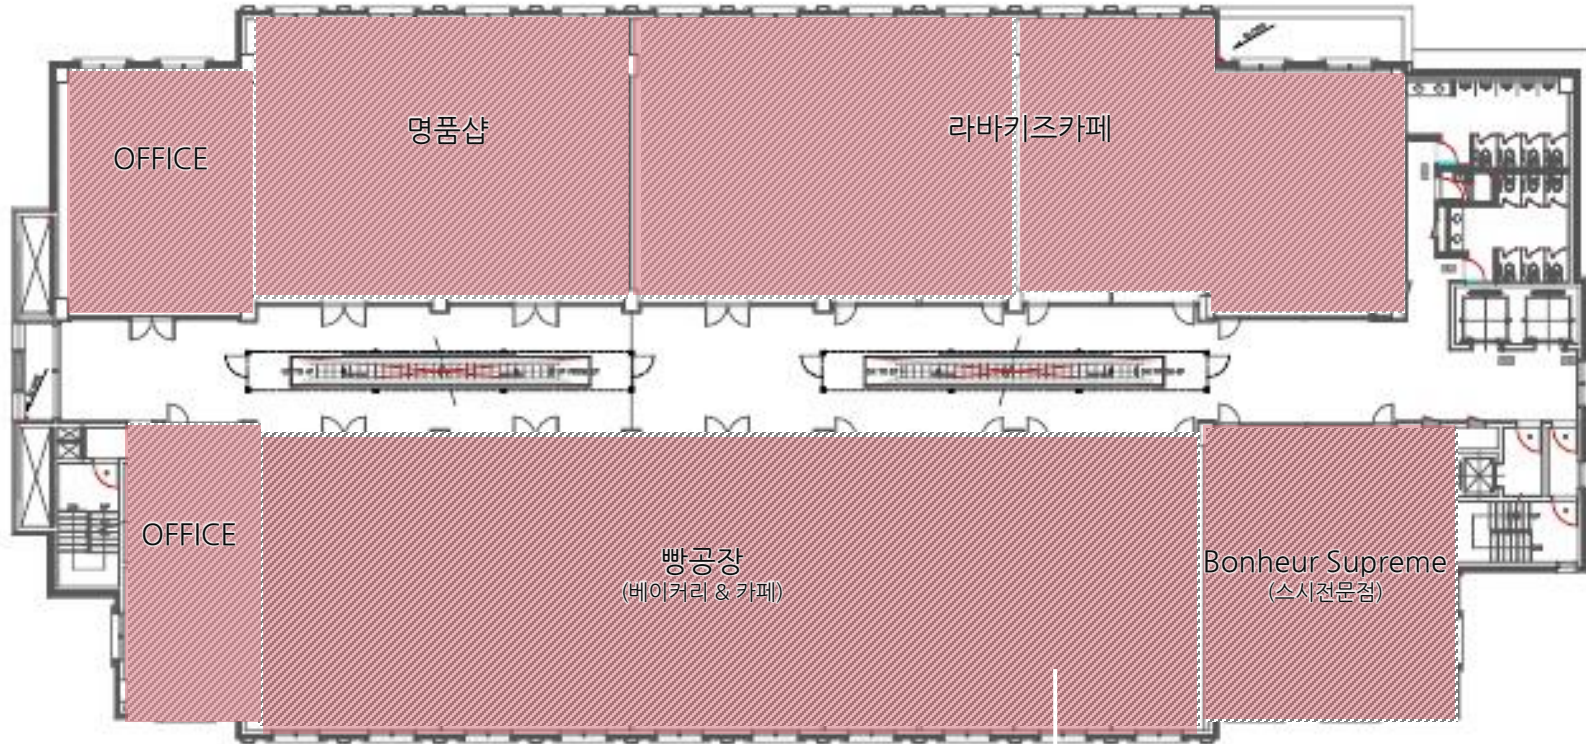 OFFICE
명품샵
라바키즈카페
OFFICE
빵공장
(베이커리 & 카페)
Bonheur Supreme
(스시전문점)